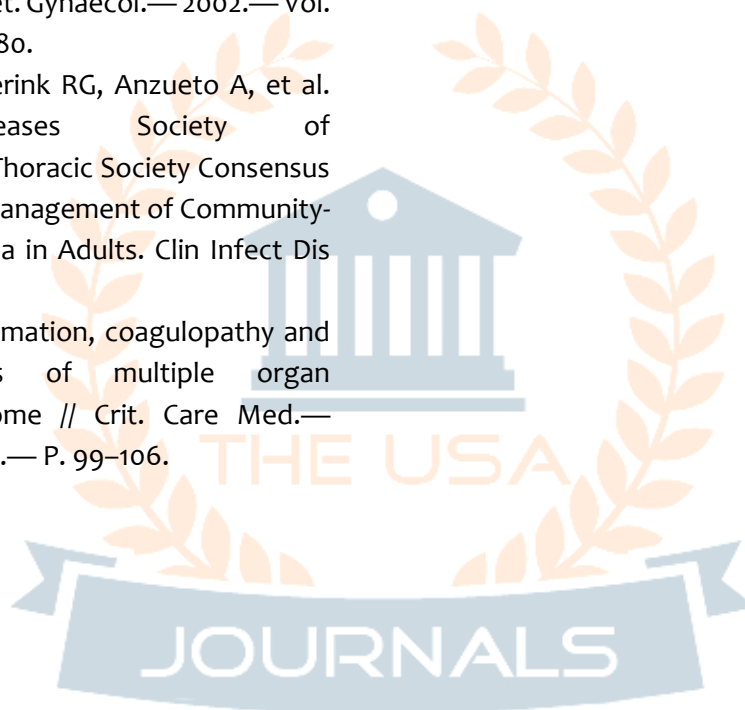 et. Gynaecol.— 2002.— Vol.
80.
erink RG, Anzueto A, et al.
eases Society of
Thoracic Society Consensus
anagement of Community-
a in Adults. Clin Infect Dis
mation, coagulopathy and
s of multiple organ
ome // Crit. Care Med.—
.— P. 99–106.
THE USA
JOURNALS